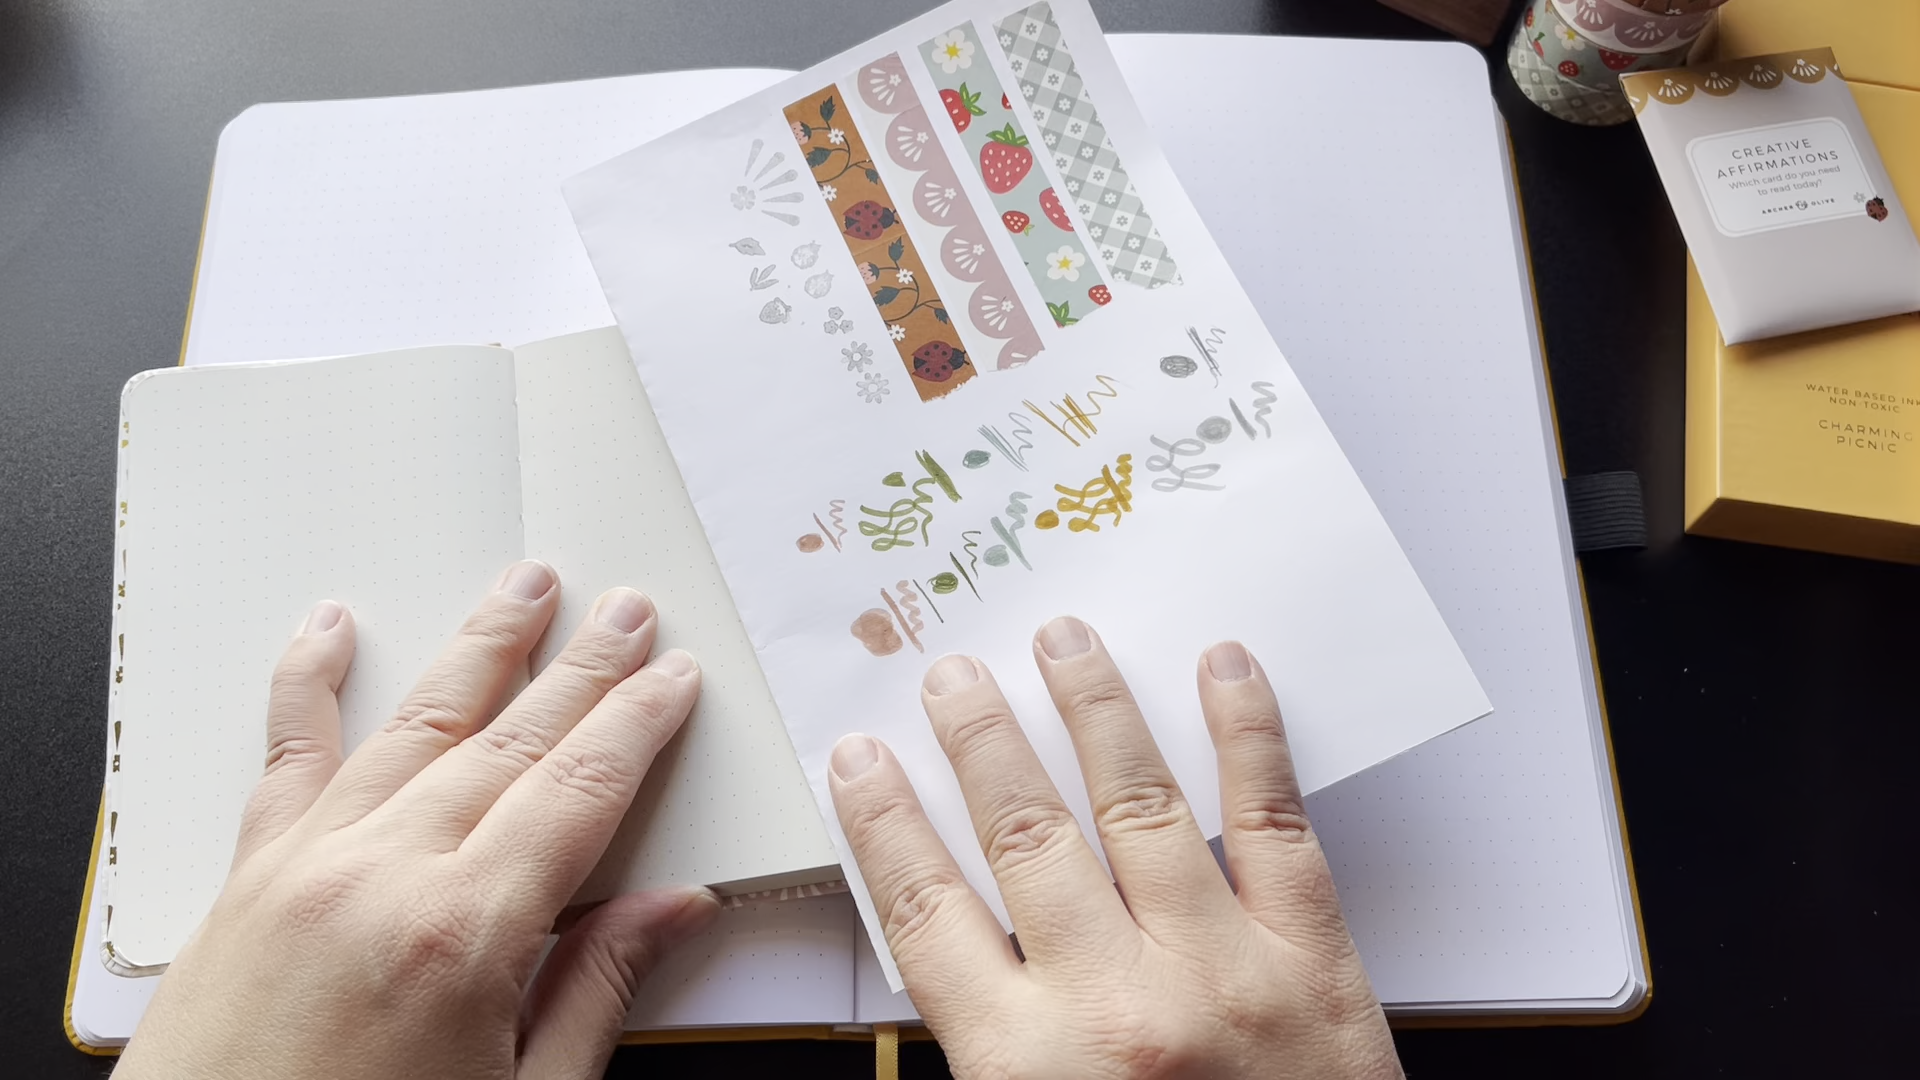 CREATIVE
AFFIRMATIONS
Which card do you need
to read today?
ARCHER OLIVE
WATER BASED INK
NON-TOXIC
CHARMING
PICNIC